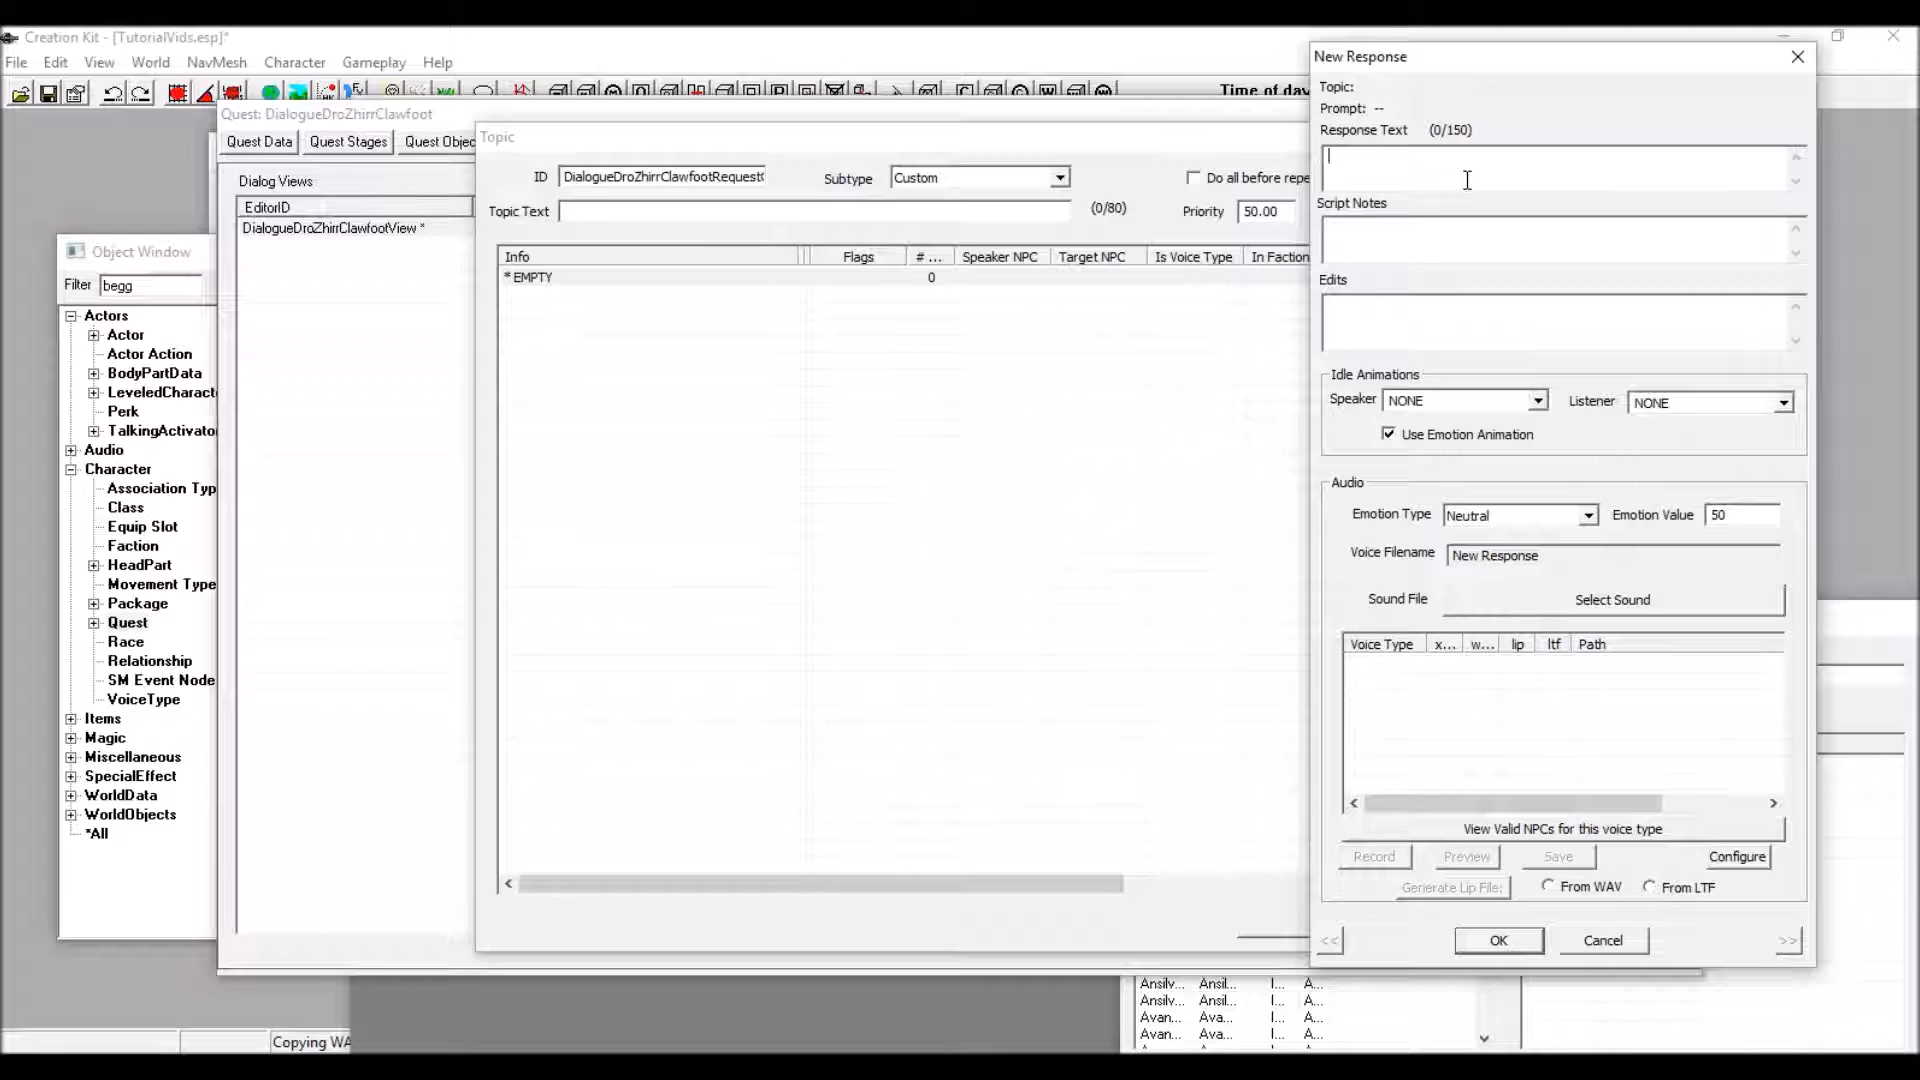 Creation Kit - [TutorialVids.esp]*
File Edit View World NavMesh Character Gameplay Help
Time of day
Quest: DialogueDroZhirrClawfoot
Quest Data Quest Stages Quest Objec
Dialog Views
EditorID
DialogueDroZhirrClawfootView *
Object Window
Filter begg
Actors
Actor
Actor Action
BodyPartData
LeveledCharact
Perk
TalkingActivato
Audio
Character
Association Typ
Class
Equip Slot
Faction
HeadPart
Movement Type
Package
Quest
Race
Relationship
SM Event Node
VoiceType
Items
Magic
Miscellaneous
SpecialEffect
WorldData
WorldObjects
*All
Copying WA
Topic
ID DialogueDroZhirrClawfootRequest Subtype Custom Do all before repe
Topic Text (0/80) Priority 50.00
Info Flags # ... Speaker NPC Target NPC Is Voice Type In Faction
* EMPTY 0
New Response
Topic:
Prompt: --
Response Text (0/150)
Script Notes
Edits
Idle Animations
Speaker NONE Listener NONE
Use Emotion Animation
Audio
Emotion Type Neutral Emotion Value 50
Voice Filename New Response
Sound File Select Sound
Voice Type x... w... lip ltf Path
View Valid NPCs for this voice type
Record Preview Save Configure
Generate Lip File: From WAV From LTF
<< OK Cancel >>
Ansilv... Ansil... I... A...
Ansilv... Ansil... I... A...
Avan... Ava... I... A...
Avan... Ava... I... A...